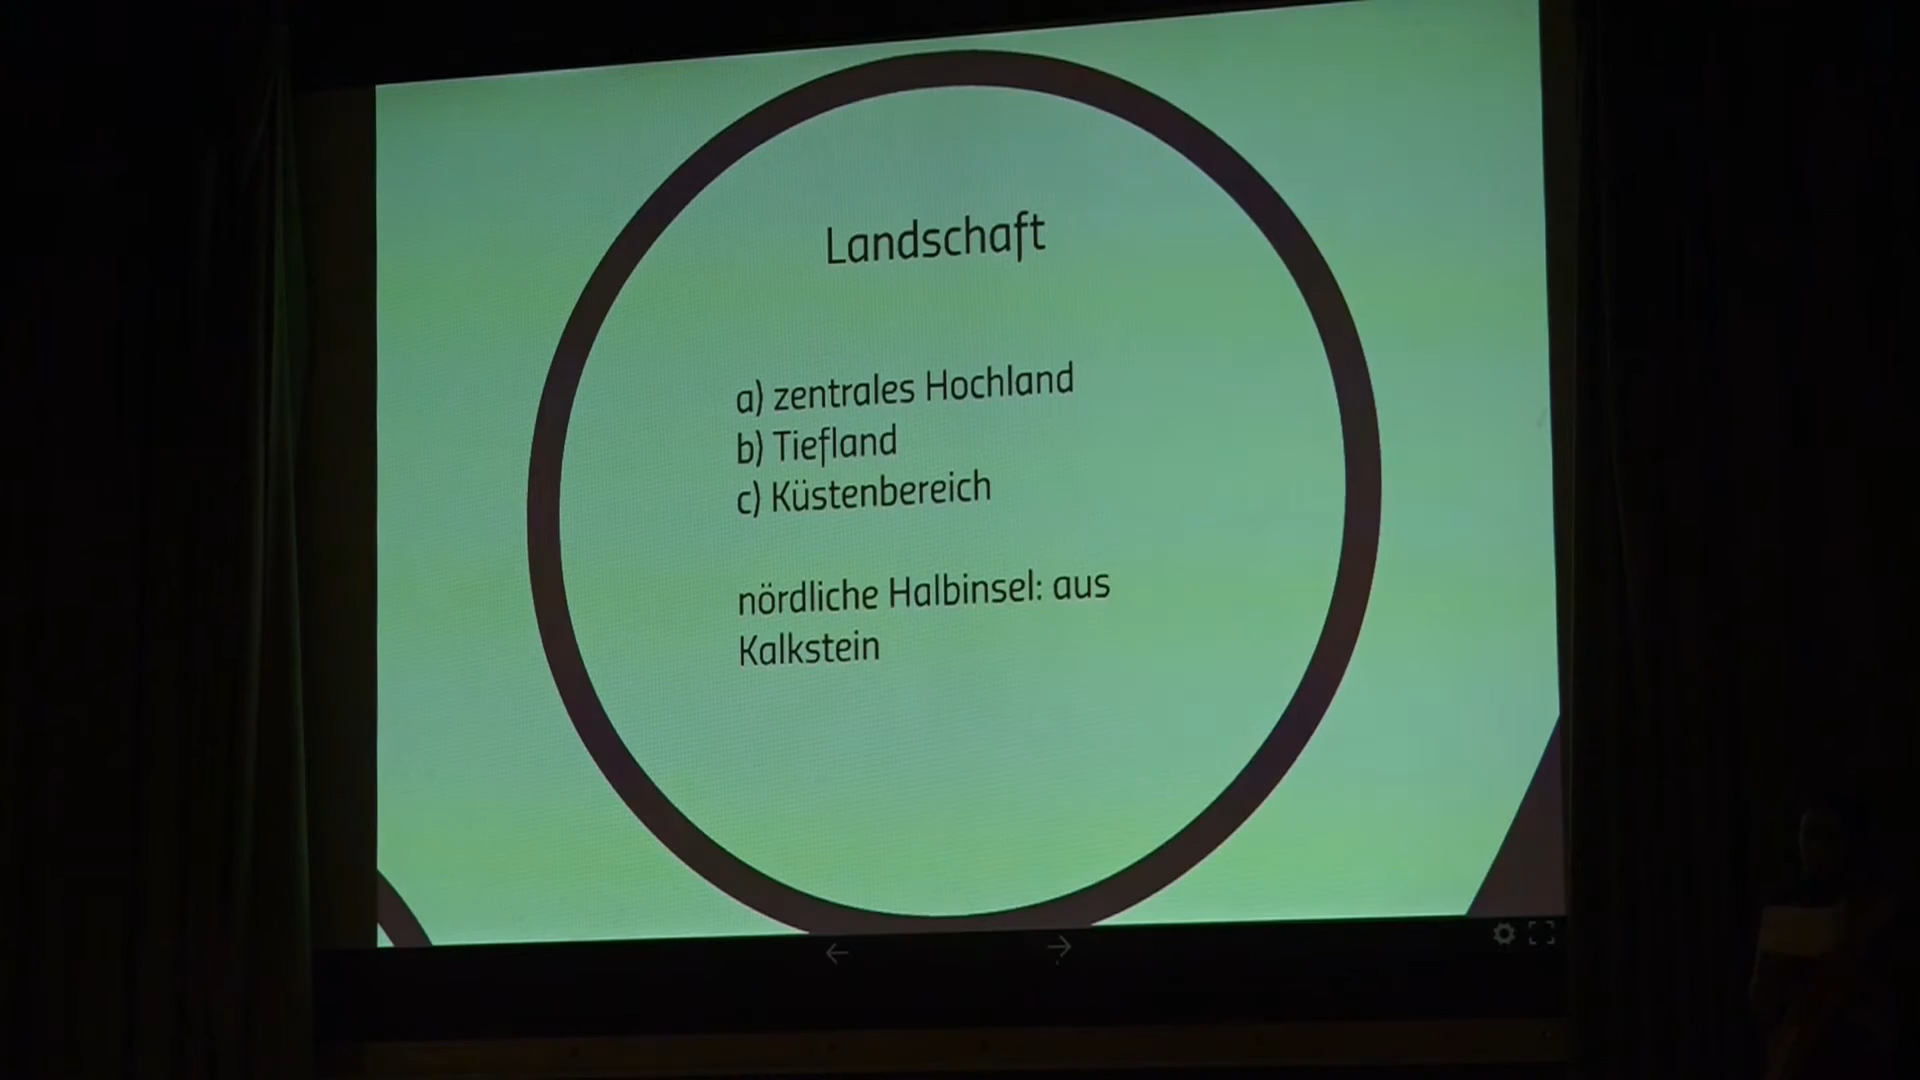 Landschaft
a) zentrales Hochland
b) Tiefland
c) Küstenbereich
nördliche Halbinsel: aus
Kalkstein